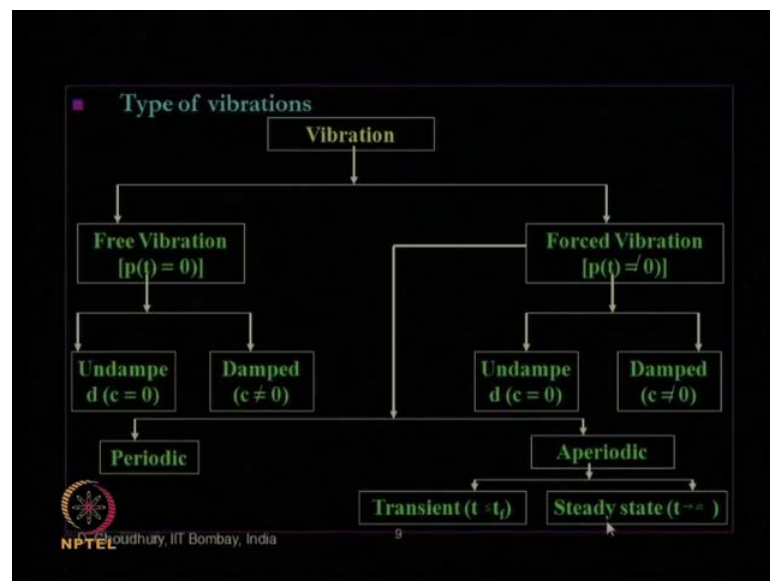 Type of vibrations
Vibration
Free Vibration
[p(t) = 0)]
Forced Vibration
[p(t) ≠ 0)]
Undampe
d (c = 0)
Damped
(c ≠ 0)
Undampe
d (c = 0)
Damped
(c ≠ 0)
Periodic
Aperiodic
Transient (t ≤ t_f)
Steady state (t→α )
Choudhury, IIT Bombay, India
9
NPTEL